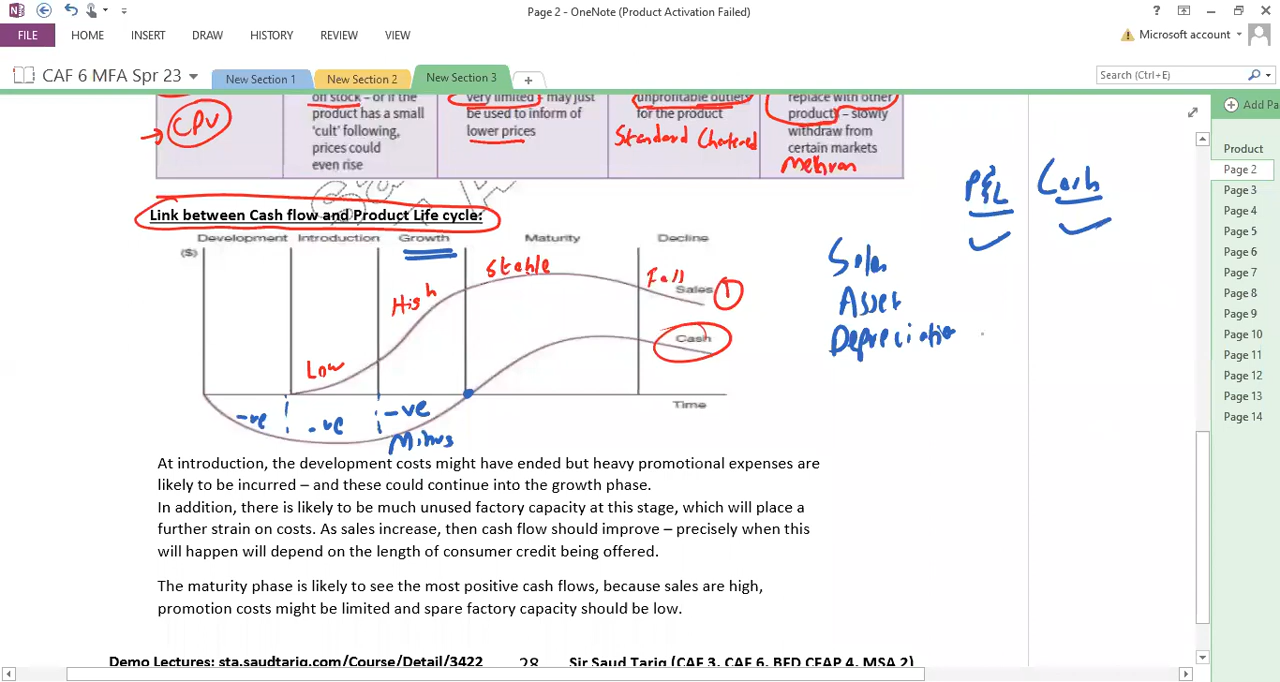 Page 2 - OneNote (Product Activation Failed)
FILE HOME INSERT DRAW HISTORY REVIEW VIEW
Microsoft account
CAF 6 MFA Spr 23
New Section 1 New Section 2 New Section 3
Search (Ctrl+E)
Add Pa
Product
Page 2
Page 3
Page 4
Page 5
Page 6
Page 7
Page 8
Page 9
Page 10
Page 11
Page 12
Page 13
Page 14
CPV
off stock – or if the
product has a small
'cult' following,
prices could
even rise
very limited – may just
be used to inform of
lower prices
unprofitable outlets
for the product
Standard Chartered
replace with other
product – slowly
withdraw from
certain markets
Mehran
P&L Cash
Link between Cash flow and Product Life cycle:
Development Introduction Growth Maturity Decline
($)
Low High Stable Fall
Sales 1
Cash
Time
-ve -ve -ve
Minus
Sales
Asset
Depreciation
At introduction, the development costs might have ended but heavy promotional expenses are
likely to be incurred – and these could continue into the growth phase.
In addition, there is likely to be much unused factory capacity at this stage, which will place a
further strain on costs. As sales increase, then cash flow should improve – precisely when this
will happen will depend on the length of consumer credit being offered.
The maturity phase is likely to see the most positive cash flows, because sales are high,
promotion costs might be limited and spare factory capacity should be low.
Demo Lectures: sta.saudtariq.com/Course/Detail/3422 28 Sir Saud Tariq (CAF 3, CAF 6, BFD CFAP 4, MSA 2)